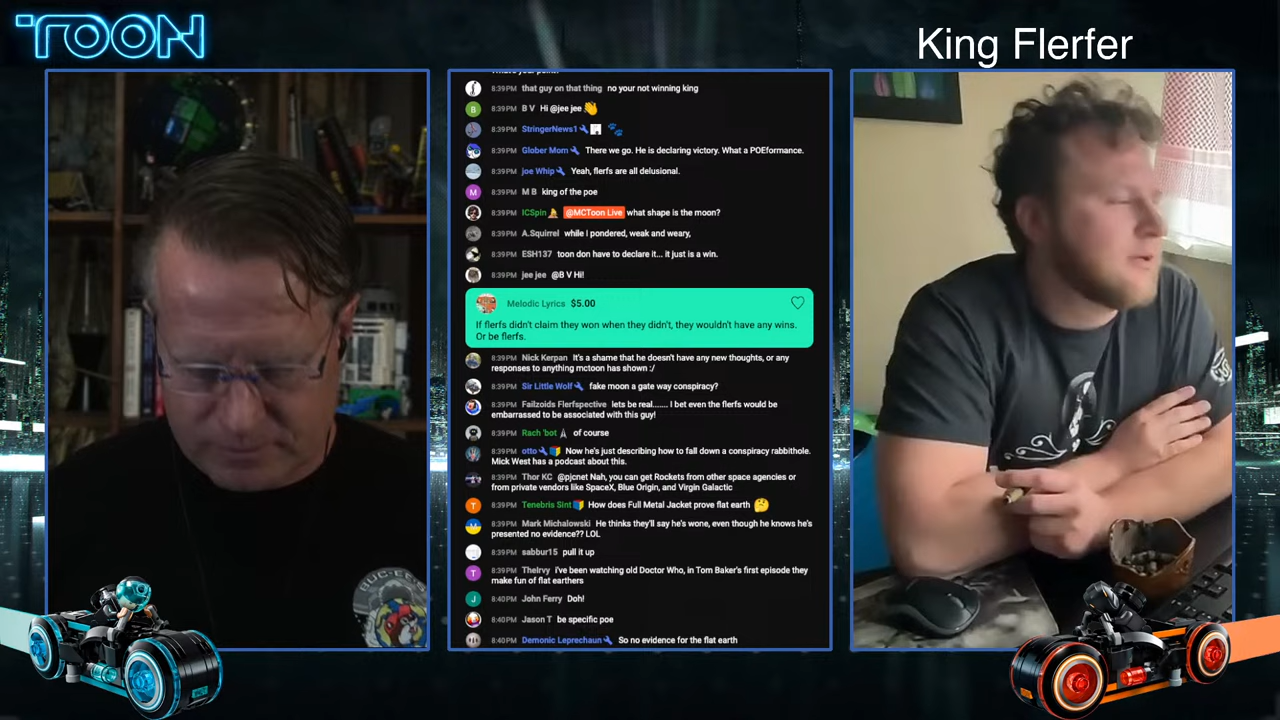 TOON
King Flerfer
8:39PM that guy on that thing no your not winning king
B 8:39PM B V Hi @jee jee
8:39PM StringerNews1
8:39PM Glober Mom There we go. He is declaring victory. What a POEformance.
8:39PM joe Whip Yeah, flerfs are all delusional.
M 8:39PM M B king of the poe
8:39PM ICSpin @MCToon Live what shape is the moon?
8:39PM A.Squirrel while I pondered, weak and weary,
8:39PM ESH137 toon don have to declare it... it just is a win.
8:39PM jee jee @B V Hi!
Melodic Lyrics $5.00
If flerfs didn't claim they won when they didn't, they wouldn't have any wins.
Or be flerfs.
8:39PM Nick Kerpan It's a shame that he doesn't have any new thoughts, or any
responses to anything mctoon has shown :/
8:39PM Sir Little Wolf fake moon a gate way conspiracy?
8:39PM Failzoids Flerfspective lets be real....... I bet even the flerfs would be
embarrassed to be associated with this guy!
8:39PM Rach 'bot of course
8:39PM otto Now he's just describing how to fall down a conspiracy rabbithole.
Mick West has a podcast about this.
8:39PM Thor KC @pjcnet Nah, you can get Rockets from other space agencies or
from private vendors like SpaceX, Blue Origin, and Virgin Galactic
T 8:39PM Tenebris Sint How does Full Metal Jacket prove flat earth
8:39PM Mark Michalowski He thinks they'll say he's wone, even though he knows he's
presented no evidence?? LOL
8:39PM sabbur15 pull it up
T 8:39PM TheIrvy i've been watching old Doctor Who, in Tom Baker's first episode they
make fun of flat earthers
J 8:40PM John Ferry Doh!
8:40PM Jason T be specific poe
8:40PM Demonic Leprechaun So no evidence for the flat earth